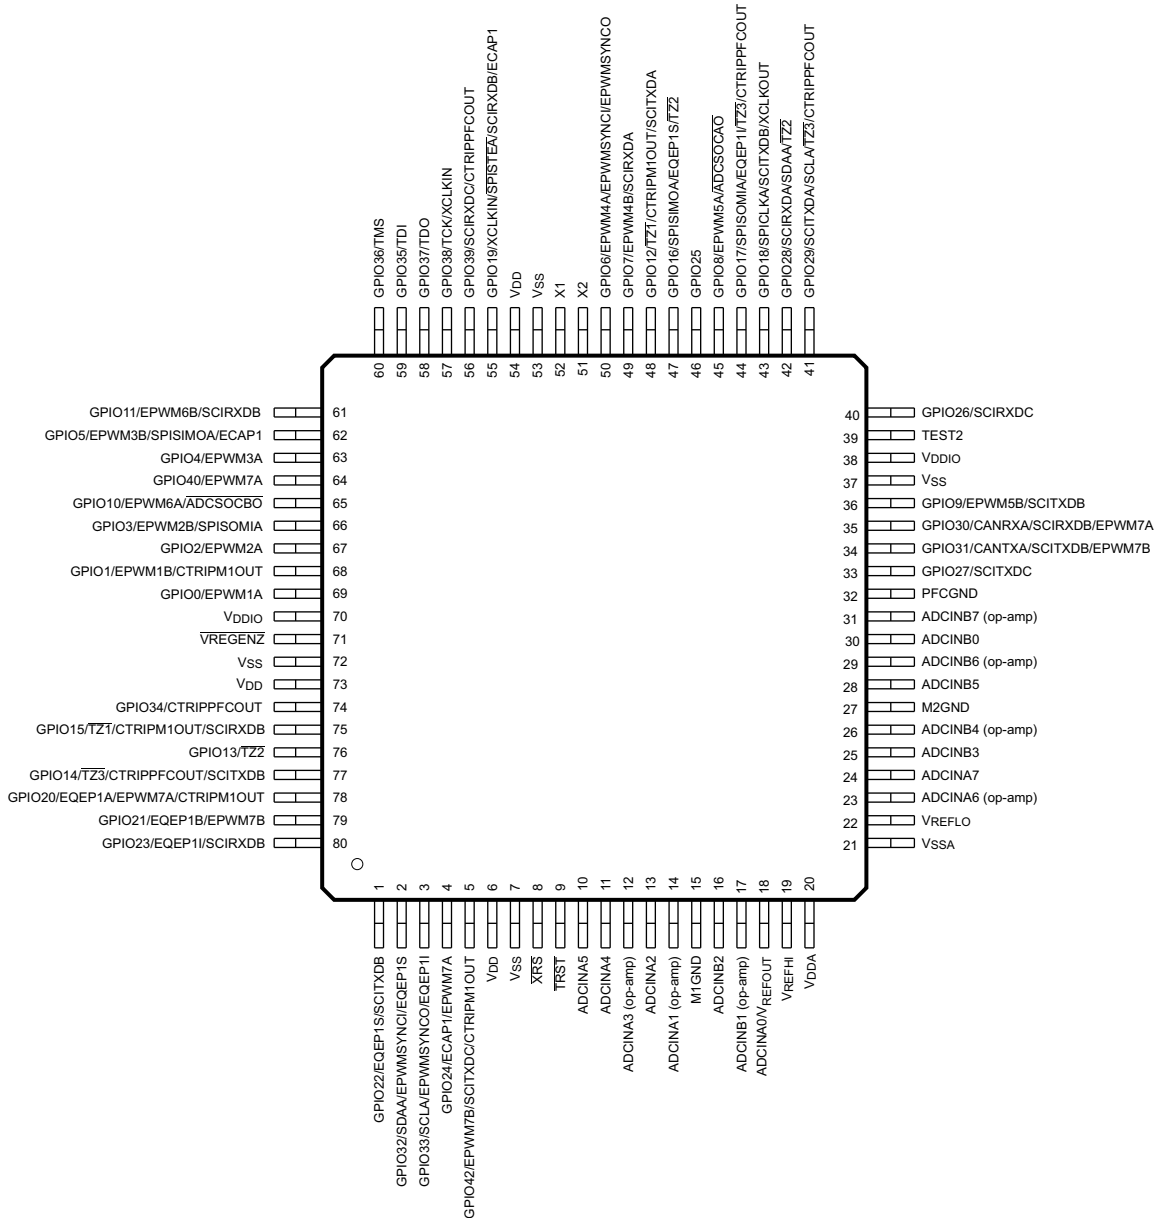 GPIO36/TMS
GPIO35/TDI
GPIO37/TDO
GPIO38/TCK/XCLKIN
GPIO39/SCIRXDC/CTRIPPFCOUT
GPIO19/XCLKIN/SPISTEA/SCIRXDB/ECAP1
VDD
VSS
X1
X2
GPIO6/EPWM4A/EPWMSYNCI/EPWMSYNCO
GPIO7/EPWM4B/SCIRXDA
GPIO12/TZ1/CTRIPM1OUT/SCITXDA
GPIO16/SPISIMOA/EQEP1S/TZ2
GPIO25
GPIO8/EPWM5A/ADCSOCAO
GPIO17/SPISOMIA/EQEP1I/TZ3/CTRIPPFCOUT
GPIO18/SPICLKA/SCITXDB/XCLKOUT
GPIO28/SCIRXDA/SDAA/TZ2
GPIO29/SCITXDA/SCLA/TZ3/CTRIPPFCOUT
60
59
58
57
56
55
54
53
52
51
50
49
48
47
46
45
44
43
42
41
GPIO11/EPWM6B/SCIRXDB 61
GPIO5/EPWM3B/SPISIMOA/ECAP1 62
GPIO4/EPWM3A 63
GPIO40/EPWM7A 64
GPIO10/EPWM6A/ADCSOCBO 65
GPIO3/EPWM2B/SPISOMIA 66
GPIO2/EPWM2A 67
GPIO1/EPWM1B/CTRIPM1OUT 68
GPIO0/EPWM1A 69
VDDIO 70
VREGENZ 71
VSS 72
VDD 73
GPIO34/CTRIPPFCOUT 74
GPIO15/TZ1/CTRIPM1OUT/SCIRXDB 75
GPIO13/TZ2 76
GPIO14/TZ3/CTRIPPFCOUT/SCITXDB 77
GPIO20/EQEP1A/EPWM7A/CTRIPM1OUT 78
GPIO21/EQEP1B/EPWM7B 79
GPIO23/EQEP1I/SCIRXDB 80
40 GPIO26/SCIRXDC
39 TEST2
38 VDDIO
37 VSS
36 GPIO9/EPWM5B/SCITXDB
35 GPIO30/CANRXA/SCIRXDB/EPWM7A
34 GPIO31/CANTXA/SCITXDB/EPWM7B
33 GPIO27/SCITXDC
32 PFCGND
31 ADCINB7 (op-amp)
30 ADCINB0
29 ADCINB6 (op-amp)
28 ADCINB5
27 M2GND
26 ADCINB4 (op-amp)
25 ADCINB3
24 ADCINA7
23 ADCINA6 (op-amp)
22 VREFLO
21 VSSA
1
2
3
4
5
6
7
8
9
10
11
12
13
14
15
16
17
18
19
20
GPIO22/EQEP1S/SCITXDB
GPIO32/SDAA/EPWMSYNCI/EQEP1S
GPIO33/SCLA/EPWMSYNCO/EQEP1I
GPIO24/ECAP1/EPWM7A
GPIO42/EPWM7B/SCITXDC/CTRIPM1OUT
VDD
VSS
XRS
TRST
ADCINA5
ADCINA4
ADCINA3 (op-amp)
ADCINA2
ADCINA1 (op-amp)
M1GND
ADCINB2
ADCINB1 (op-amp)
ADCINA0/VREFOUT
VREFHI
VDDA